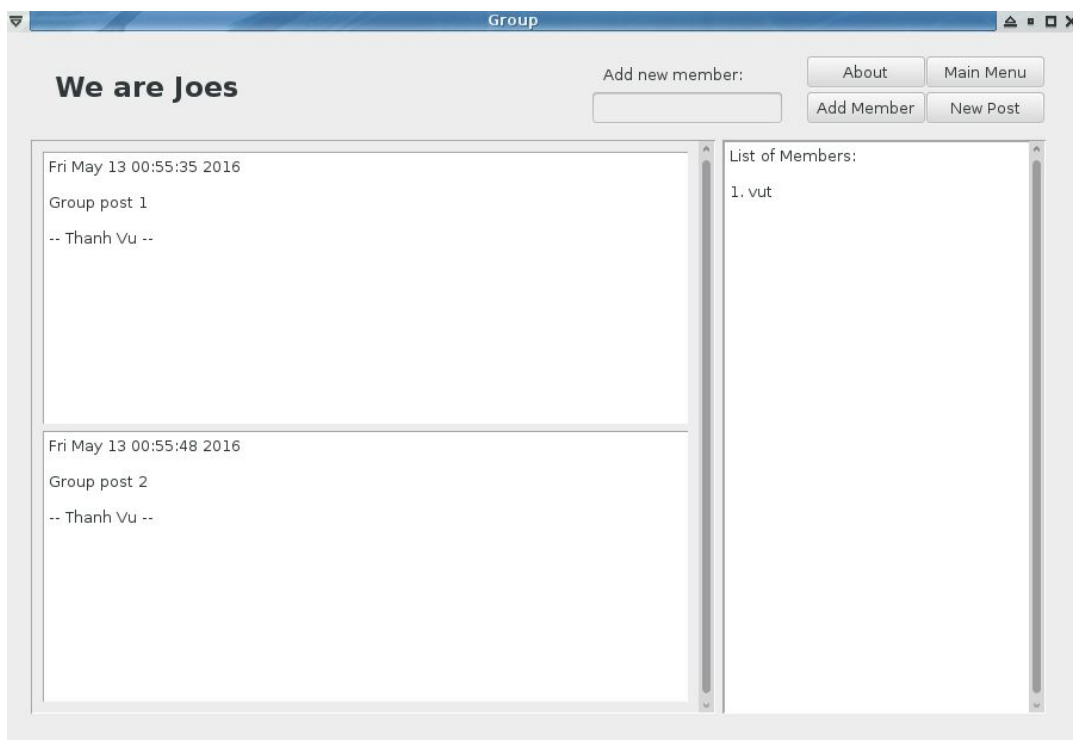 Group
We are Joes
Add new member:
About
Main Menu
Add Member
New Post
Fri May 13 00:55:35 2016
Group post 1
-- Thanh Vu --
Fri May 13 00:55:48 2016
Group post 2
-- Thanh Vu --
List of Members:
1. vut